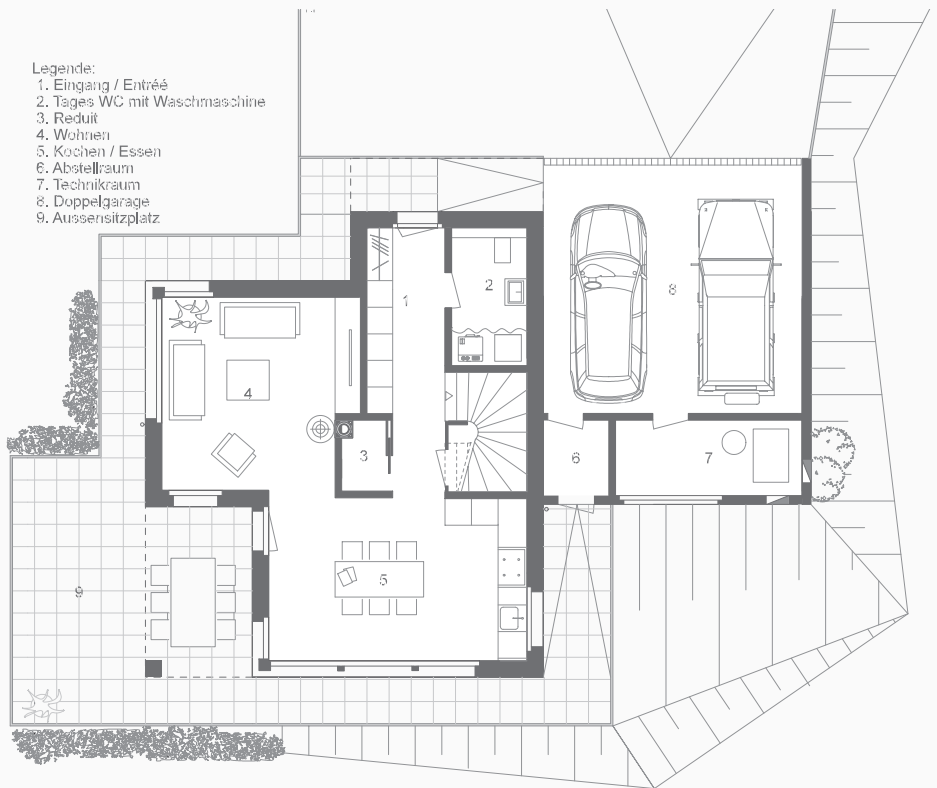 Legende:
1. Eingang / Entréé
2. Tages WC mit Waschmaschine
3. Reduit
4. Wohnen
5. Kochen / Essen
6. Abstellraum
7. Technikraum
8. Doppelgarage
9. Aussensitzplatz
2
8
1
4
3
6
7
5
9